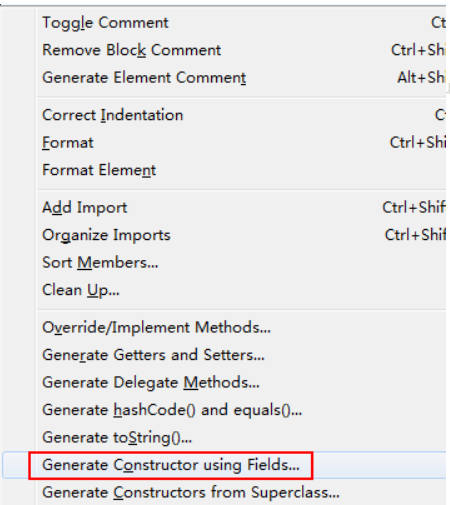 Toggle Comment Ct
Remove Block Comment Ctrl+Sh
Generate Element Comment Alt+Sh
Correct Indentation C
Format Ctrl+Shi
Format Element
Add Import Ctrl+Shif
Organize Imports Ctrl+Shif
Sort Members...
Clean Up...
Override/Implement Methods...
Generate Getters and Setters...
Generate Delegate Methods...
Generate hashCode() and equals()...
Generate toString()...
Generate Constructor using Fields...
Generate Constructors from Superclass...